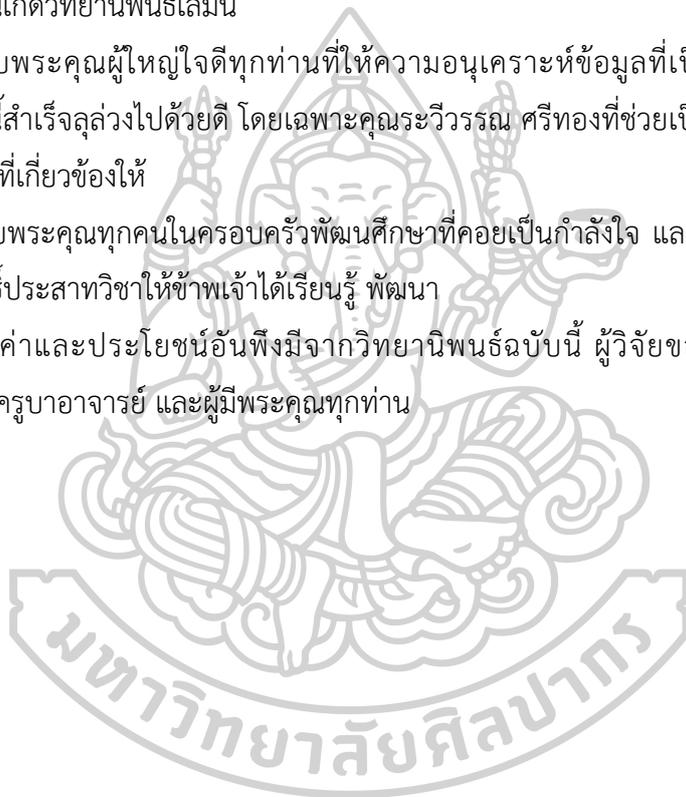 นเกิดวิทยานิพนธ์เล่มนี้
บพระคุณผู้ใหญ่ใจดีทุกท่านที่ให้ความอนุเคราะห์ข้อมูลที่เป็
นี้สำเร็จลุล่วงไปด้วยดี โดยเฉพาะคุณระวีวรรณ ศรีทองที่ช่วยเป็
ที่เกี่ยวข้องให้
บพระคุณทุกคนในครอบครัวพัฒนศึกษาที่คอยเป็นกำลังใจ และ
ธิ์ประสาทวิชาให้ข้าพเจ้าได้เรียนรู้ พัฒนา
ค่าและประโยชน์อันพึงมีจากวิทยานิพนธ์ฉบับนี้ ผู้วิจัยขอ
ครูบาอาจารย์ และผู้มีพระคุณทุกท่าน
มหาวิทยาลัยศิลปากร